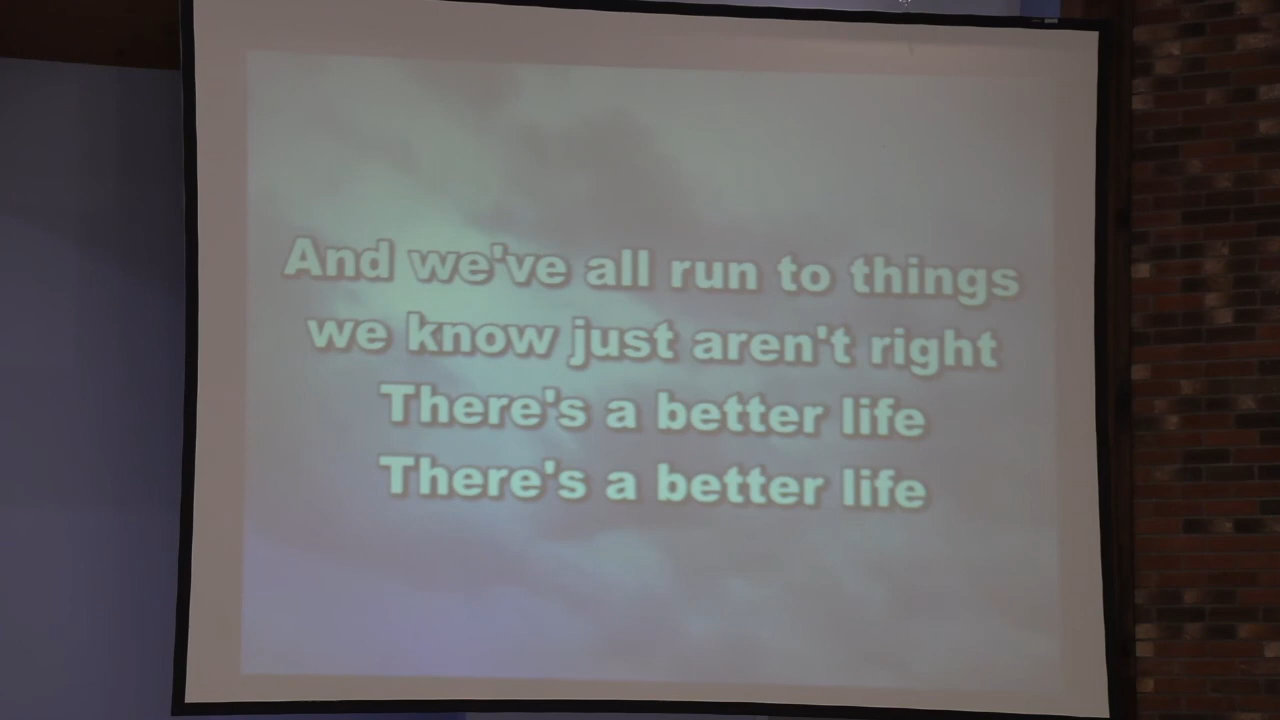 And we've all run to things
we know just aren't right
There's a better life
There's a better life